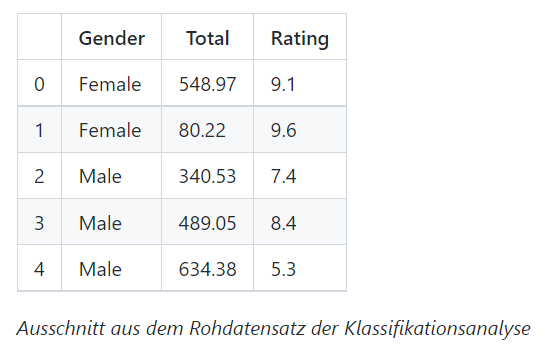 Gender Total Rating
0 Female 548.97 9.1
1 Female 80.22 9.6
2 Male 340.53 7.4
3 Male 489.05 8.4
4 Male 634.38 5.3
Ausschnitt aus dem Rohdatensatz der Klassifikationsanalyse